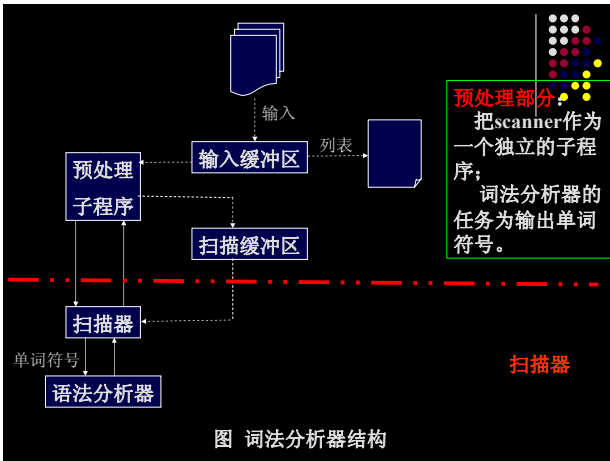 输入
列表
输入缓冲区
预处理
子程序
扫描缓冲区
预处理部分：
把scanner作为
一个独立的子程
序；
词法分析器的
任务为输出单词
符号。
扫描器
单词符号
语法分析器
扫描器
图 词法分析器结构